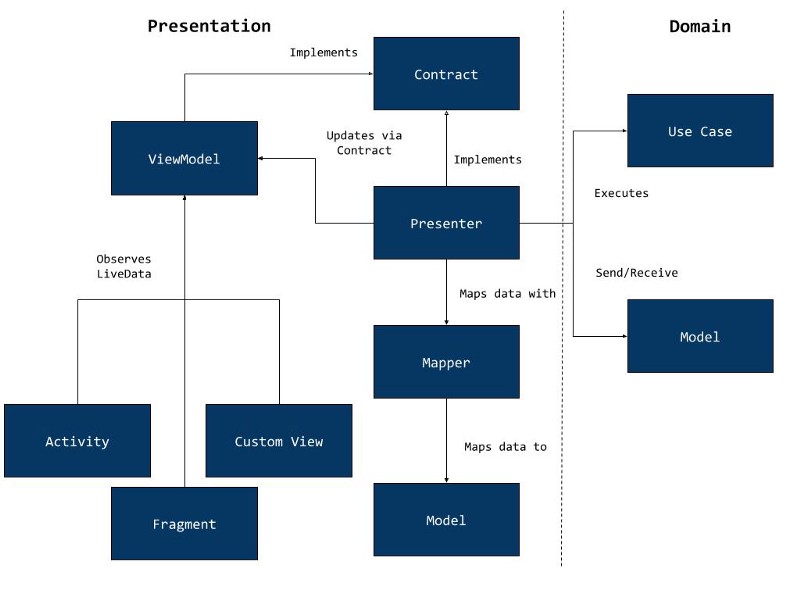 Presentation
Domain
Implements
Contract
Use Case
Updates via
Contract
ViewModel
Implements
Executes
Presenter
Observes
LiveData
Send/Receive
Maps data with
Model
Mapper
Activity
Custom View
Maps data to
Fragment
Model